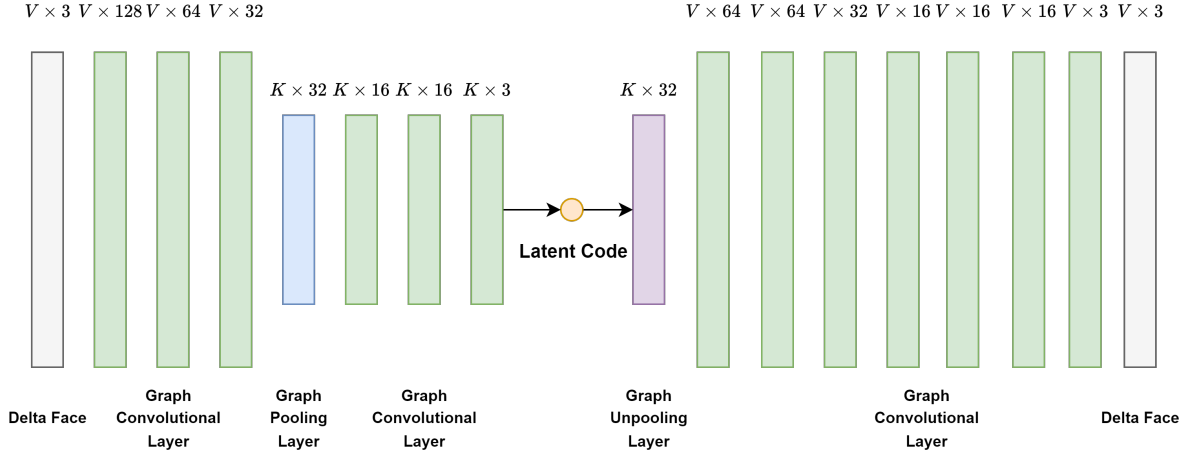 V × 3 V × 128 V × 64 V × 32 V × 64 V × 64 V × 32 V × 16 V × 16 V × 16 V × 3 V × 3
K × 32 K × 16 K × 16 K × 3 K × 32
Latent Code
Delta Face
Graph
Convolutional
Layer
Graph
Pooling
Layer
Graph
Convolutional
Layer
Graph
Unpooling
Layer
Graph
Convolutional
Layer
Delta Face